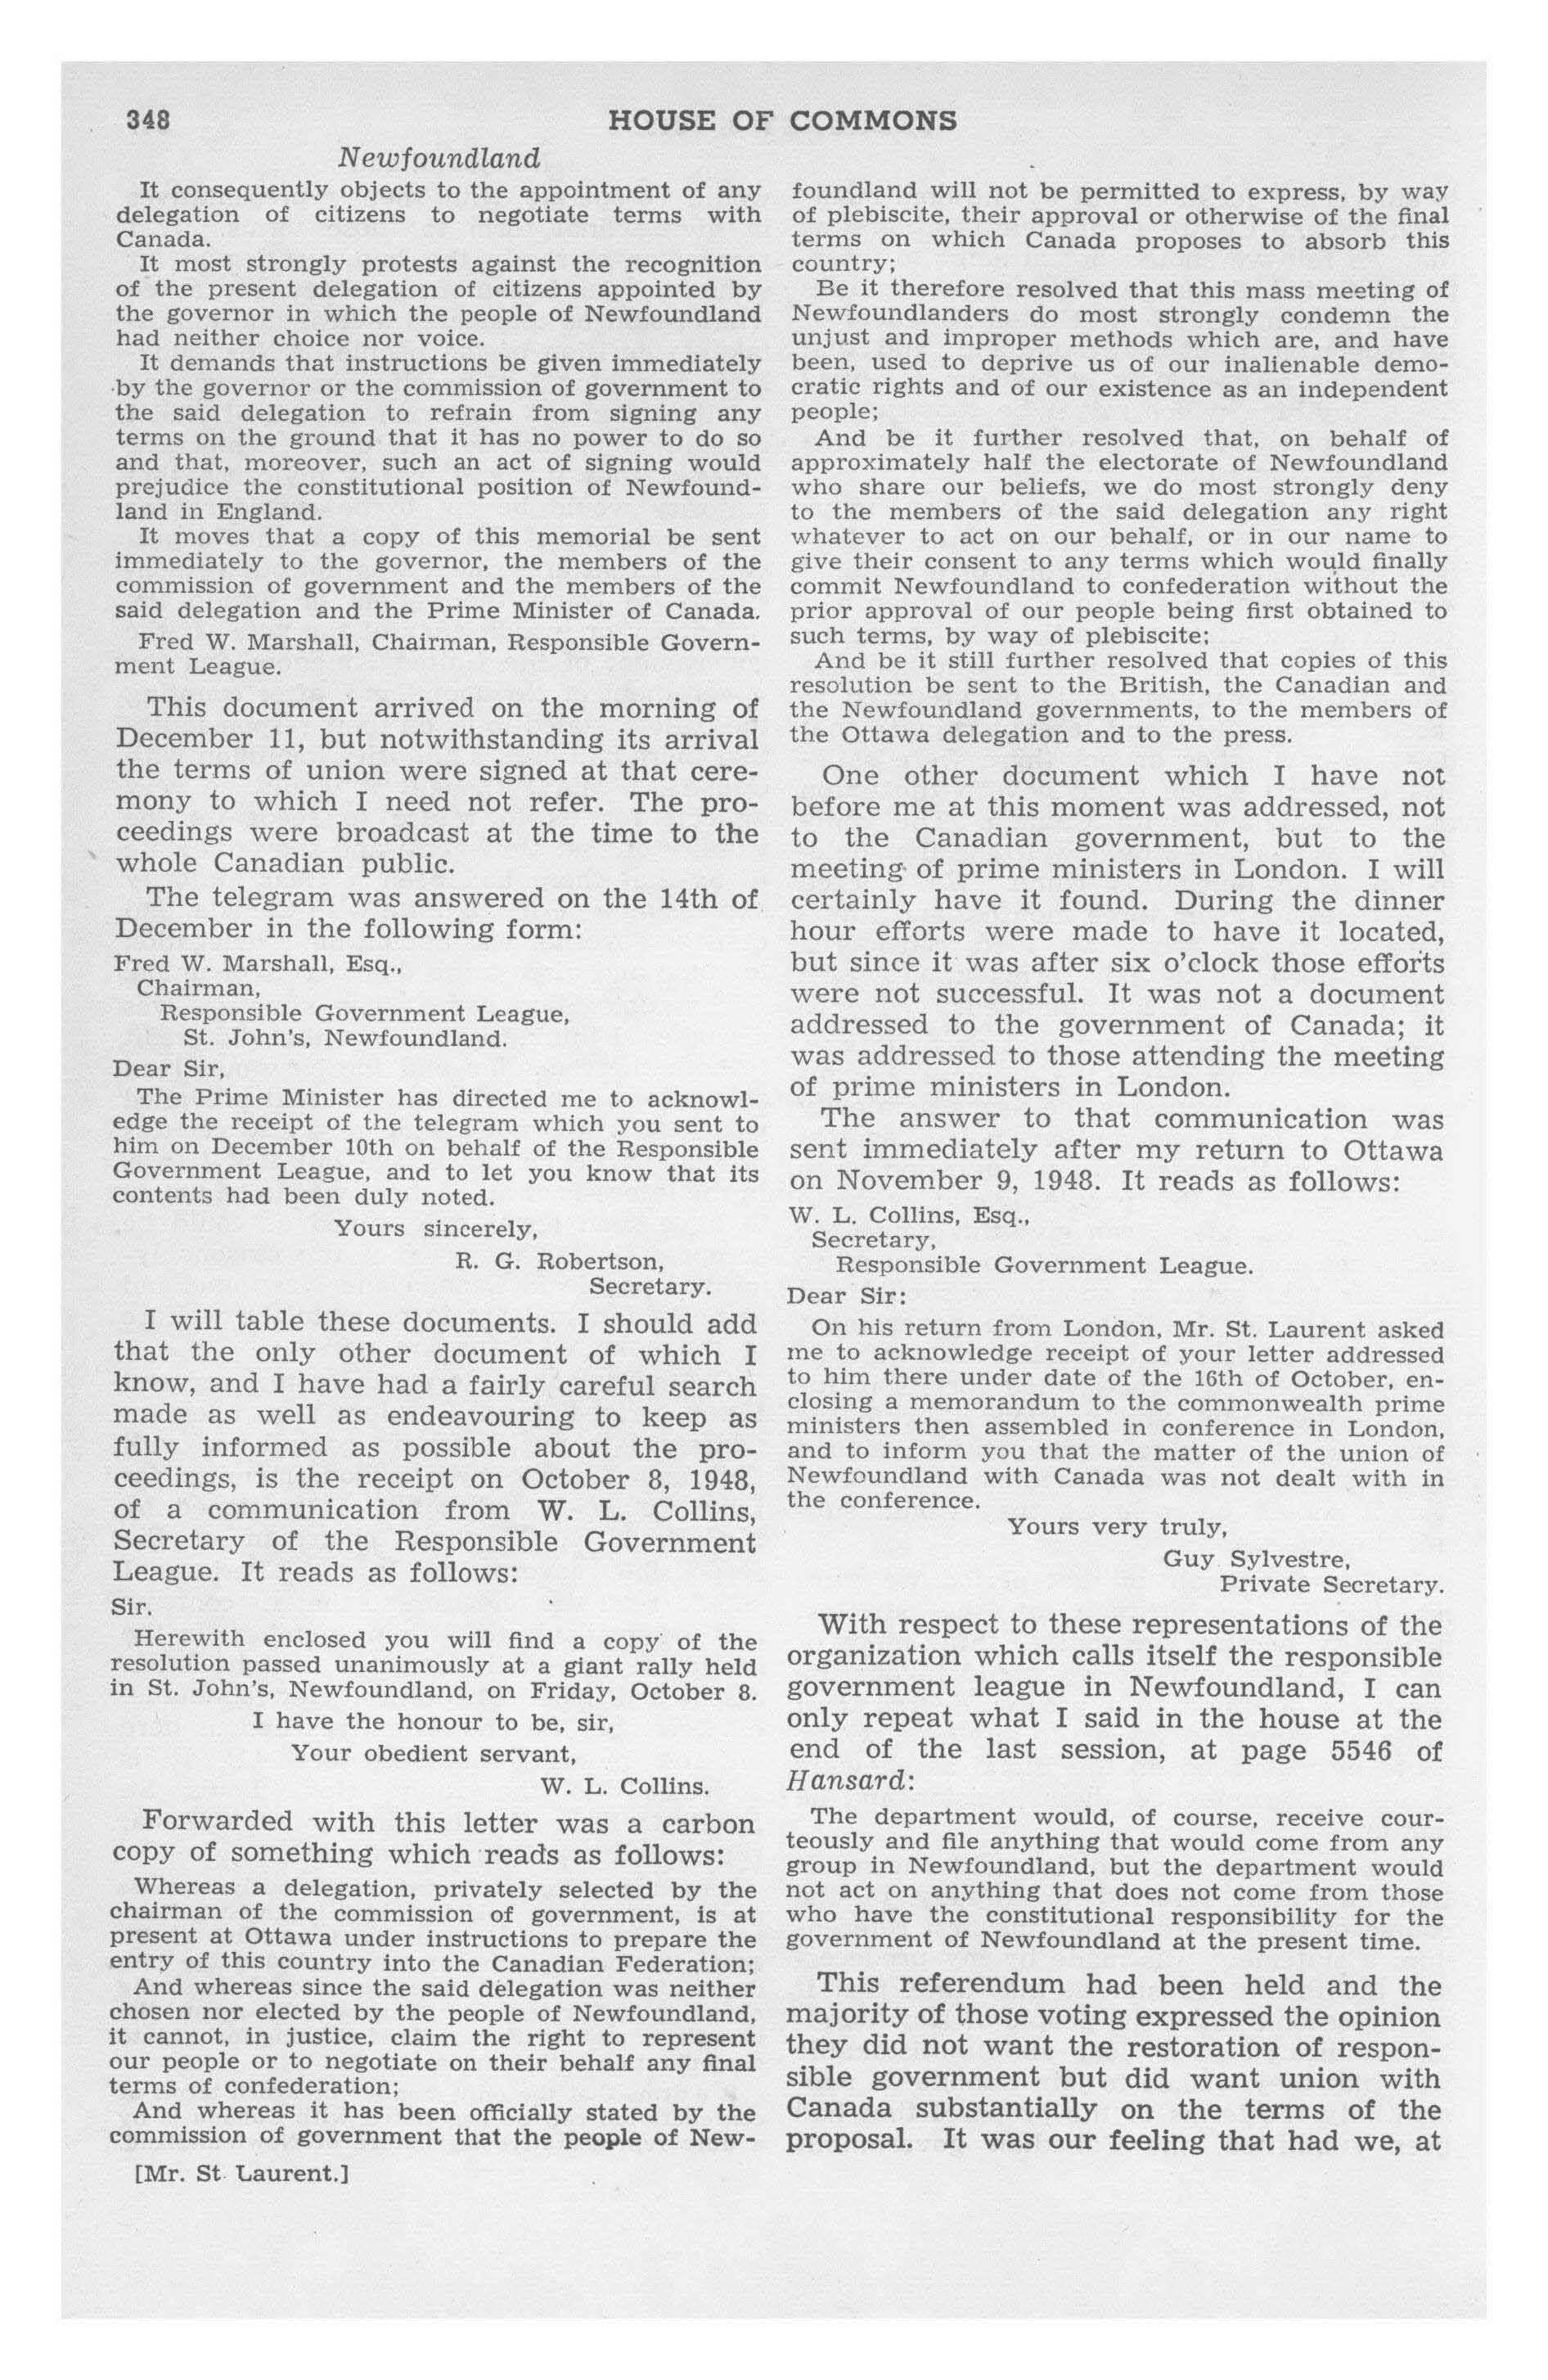 348
HOUSE OF COMMONS
Newfoundland
It consequently objects to the appointment of any
delegation of citizens to negotiate terms with
Canada.
It most strongly protests against the recognition
of the present delegation of citizens appointed by
the governor in which the people of Newfoundland
had neither choice nor voice.
It demands that instructions be given immediately
by the governor or the commission of government to
the said delegation to refrain from signing any
terms on the ground that it has no power to do so
and that, moreover, such an act of signing would
prejudice the constitutional position of Newfound-
land in England.
It moves that a copy of this memorial be sent
immediately to the governor, the members of the
commission of government and the members of the
said delegation and the Prime Minister of Canada.
Fred W. Marshall, Chairman, Responsible Govern-
ment League.
This document arrived on the morning of
December 11, but notwithstanding its arrival
the terms of union were signed at that cere-
mony to which I need not refer. The pro-
ceedings were broadcast at the time to the
whole Canadian public.
The telegram was answered on the 14th of
December in the following form:
Fred W. Marshall, Esq.,
Chairman,
Responsible Government League,
St. John's, Newfoundland.
Dear Sir,
The Prime Minister has directed me to acknowl-
edge the receipt of the telegram which you sent to
him on December 10th on behalf of the Responsible
Government League, and to let you know that its
contents had been duly noted.
Yours sincerely,
R. G. Robertson,
Secretary.
I will table these documents. I should add
that the only other document of which I
know, and I have had a fairly careful search
made as well as endeavouring to keep as
fully informed as possible about the pro-
ceedings, is the receipt on October 8, 1948,
of a communication from W. L. Collins,
Secretary of the Responsible Government
League. It reads as follows:
Sir.
Herewith enclosed you will find a copy of the
resolution passed unanimously at a giant rally held
in St. John's, Newfoundland, on Friday, October 8.
I have the honour to be, sir,
Your obedient servant,
W. L. Collins.
Forwarded with this letter was a carbon
copy of something which reads as follows:
Whereas a delegation, privately selected by the
chairman of the commission of government, is at
present at Ottawa under instructions to prepare the
entry of this country into the Canadian Federation;
And whereas since the said delegation was neither
chosen nor elected by the people of Newfoundland,
it cannot, in justice, claim the right to represent
our people or to negotiate on their behalf any final
terms of confederation;
And whereas it has been officially stated by the
commission of government that the people of New-
[Mr. St. Laurent.]
foundland will not be permitted to express, by way
of plebiscite, their approval or otherwise of the final
terms on which Canada proposes to absorb this
country;
Be it therefore resolved that this mass meeting of
Newfoundlanders do most strongly condemn the
unjust and improper methods which are, and have
been, used to deprive us of our inalienable demo-
cratic rights and of our existence as an independent
people;
And be it further resolved that, on behalf of
approximately half the electorate of Newfoundland
who share our beliefs, we do most strongly deny
to the members of the said delegation any right
whatever to act on our behalf, or in our name to
give their consent to any terms which would finally
commit Newfoundland to confederation without the
prior approval of our people being first obtained to
such terms, by way of plebiscite;
And be it still further resolved that copies of this
resolution be sent to the British, the Canadian and
the Newfoundland governments, to the members of
the Ottawa delegation and to the press.
One other document which I have not
before me at this moment was addressed, not
to the Canadian government, but to the
meeting of prime ministers in London. I will
certainly have it found. During the dinner
hour efforts were made to have it located,
but since it was after six o'clock those efforts
were not successful. It was not a document
addressed to the government of Canada; it
was addressed to those attending the meeting
of prime ministers in London.
The answer to that communication was
sent immediately after my return to Ottawa
on November 9, 1948. It reads as follows:
W. L. Collins, Esq.,
Secretary,
Responsible Government League.
Dear Sir:
On his return from London, Mr. St. Laurent asked
me to acknowledge receipt of your letter addressed
to him there under date of the 16th of October, en-
closing a memorandum to the commonwealth prime
ministers then assembled in conference in London,
and to inform you that the matter of the union of
Newfoundland with Canada was not dealt with in
the conference.
Yours very truly,
Guy Sylvestre,
Private Secretary.
With respect to these representations of the
organization which calls itself the responsible
government league in Newfoundland, I can
only repeat what I said in the house at the
end of the last session, at page 5546 of
Hansard:
The department would, of course, receive cour-
teously and file anything that would come from any
group in Newfoundland, but the department would
not act on anything that does not come from those
who have the constitutional responsibility for the
government of Newfoundland at the present time.
This referendum had been held and the
majority of those voting expressed the opinion
they did not want the restoration of respon-
sible government but did want union with
Canada substantially on the terms of the
proposal. It was our feeling that had we, at